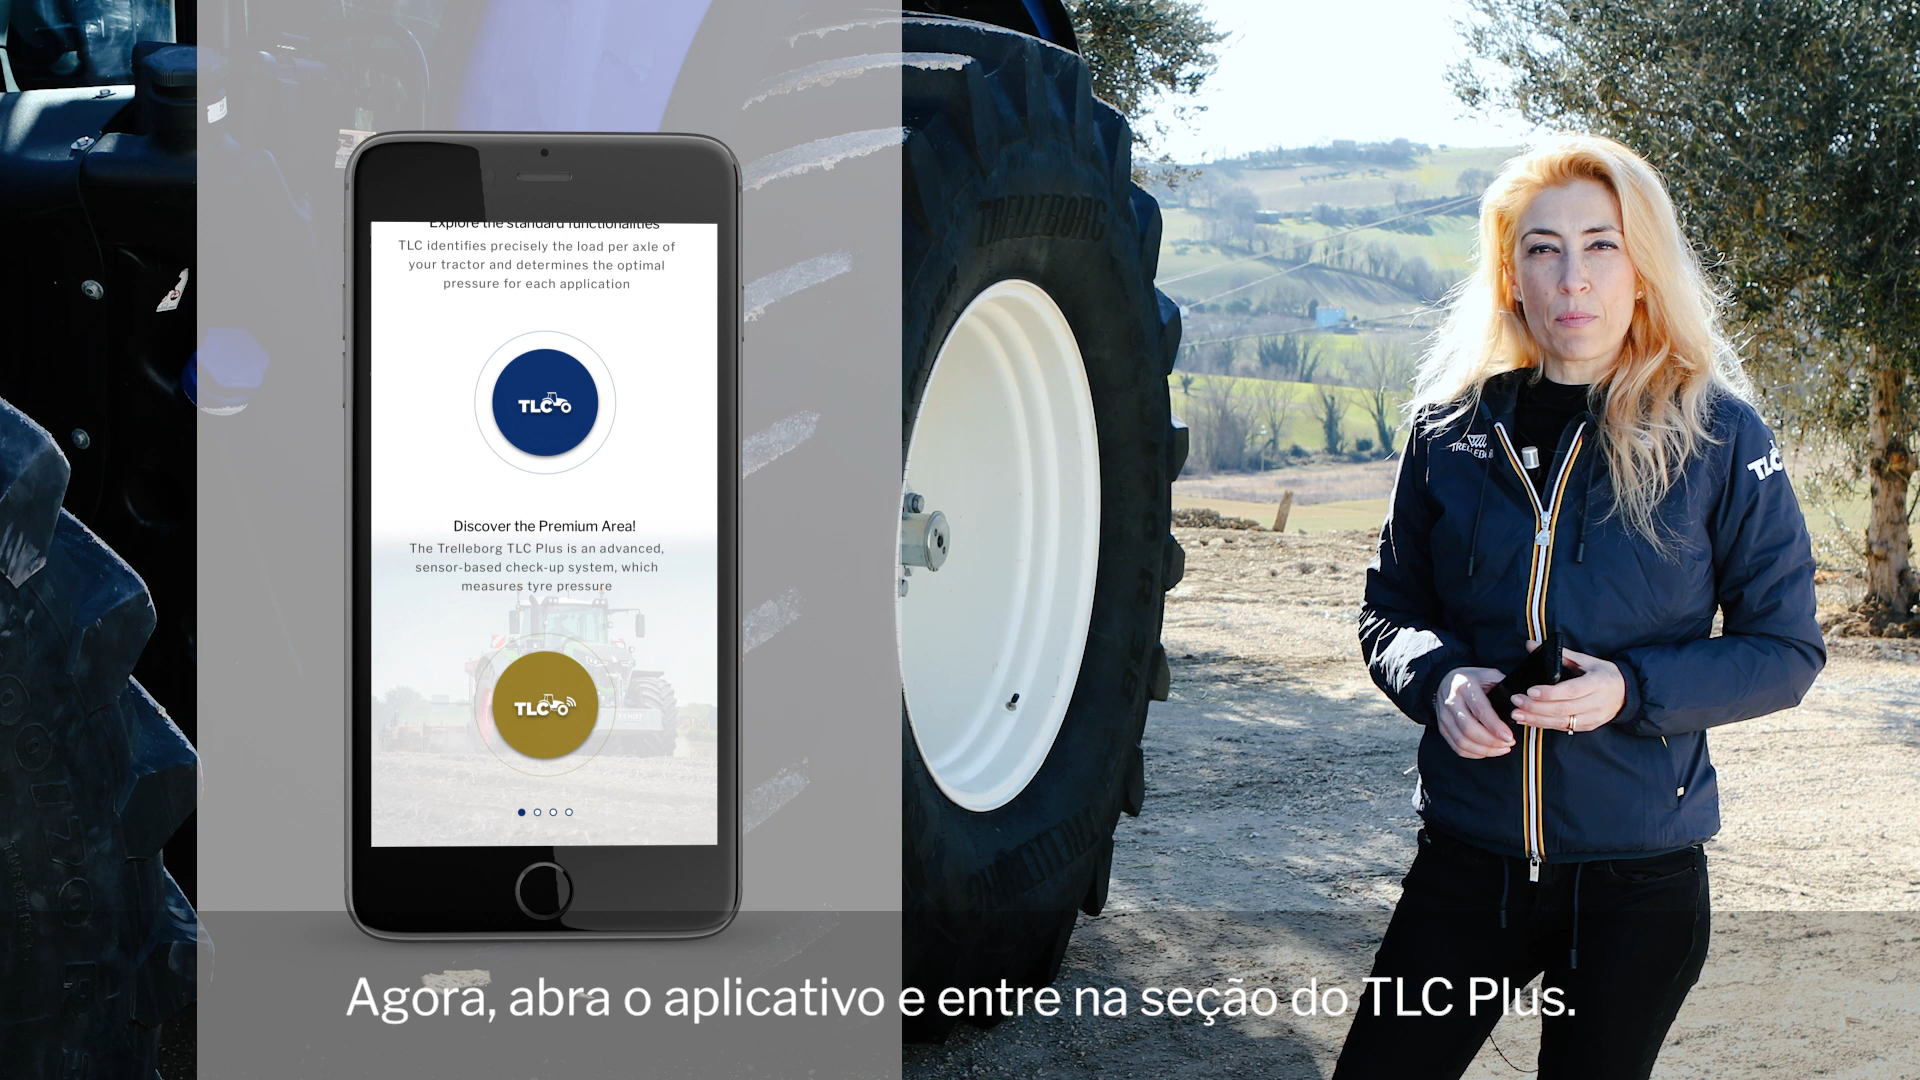 Explore the standard functionalities
TLC identifies precisely the load per axle of
your tractor and determines the optimal
pressure for each application
TLC
Discover the Premium Area!
The Trelleborg TLC Plus is an advanced,
sensor-based check-up system, which
measures tyre pressure
FENDT
TLC
TRELLEBORG
TRELLEBORG
TLC
Agora, abra o aplicativo e entre na seção do TLC Plus.